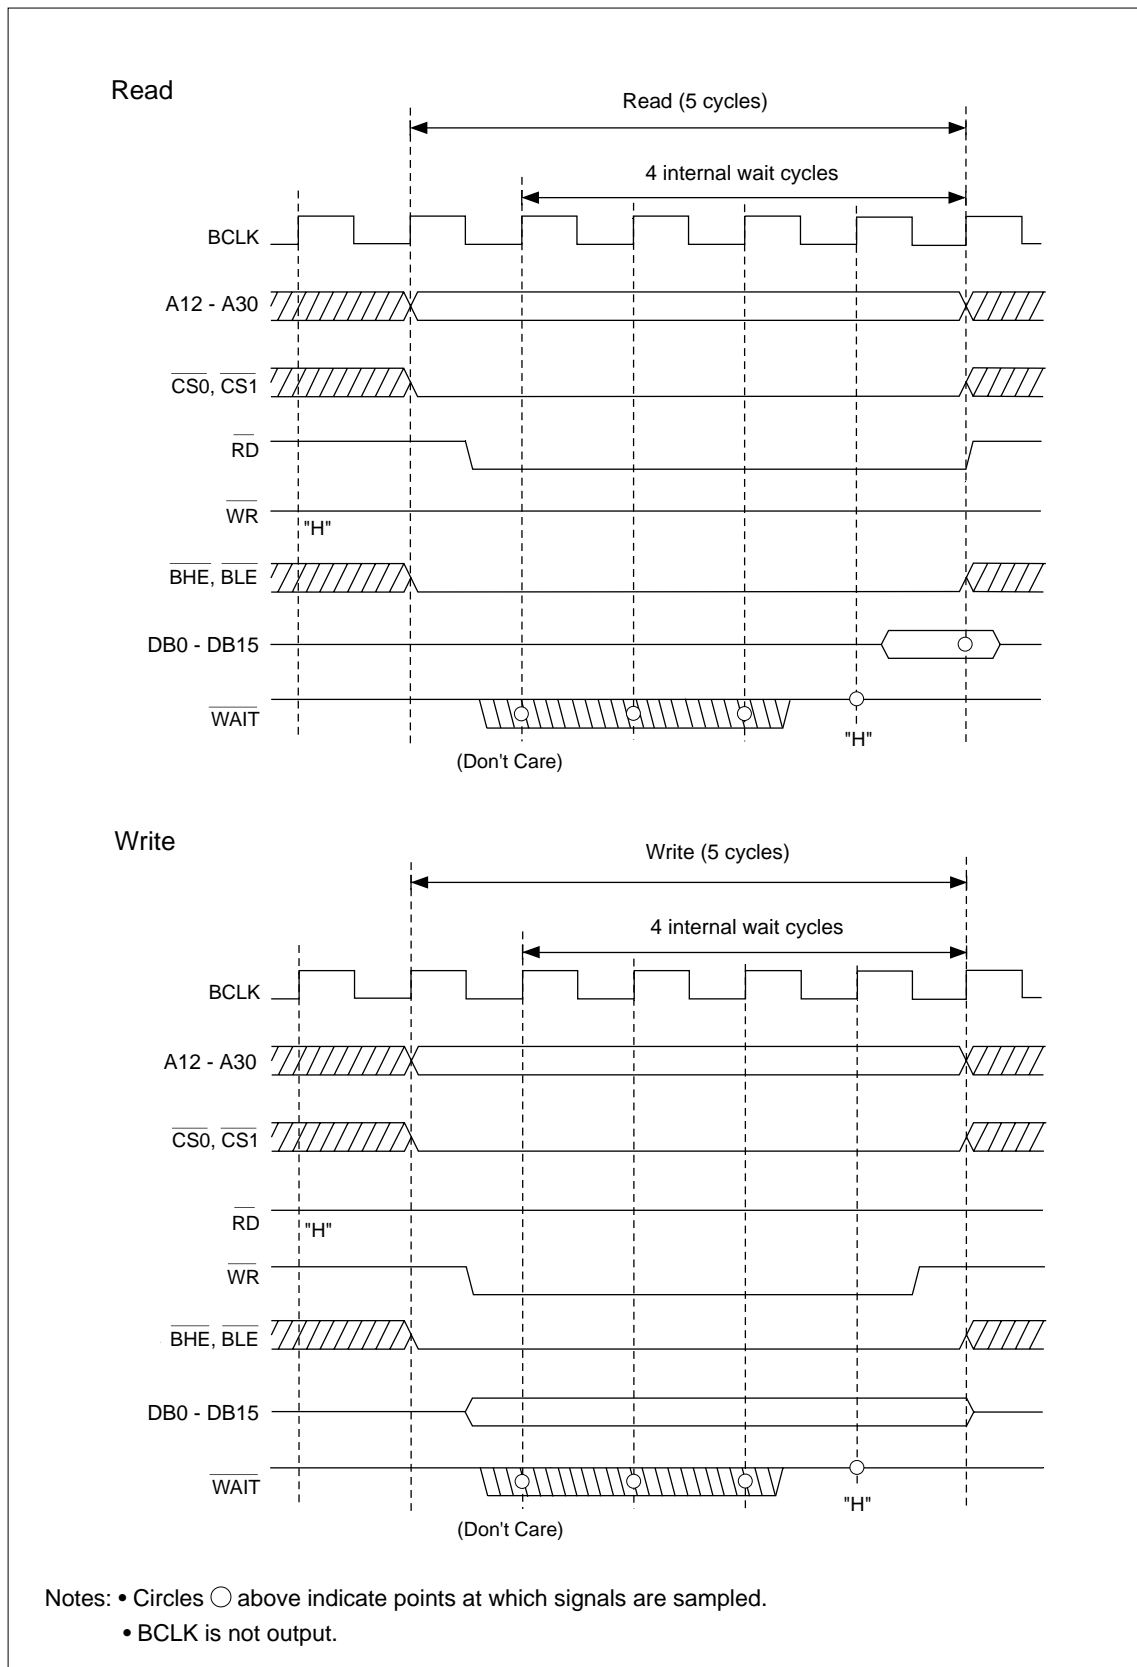 Read
Read (5 cycles)
4 internal wait cycles
BCLK
A12 - A30
CS0, CS1
RD
WR
"H"
BHE, BLE
DB0 - DB15
WAIT
"H"
(Don't Care)
Write
Write (5 cycles)
4 internal wait cycles
BCLK
A12 - A30
CS0, CS1
RD
"H"
WR
BHE, BLE
DB0 - DB15
WAIT
"H"
(Don't Care)
Notes: • Circles ○ above indicate points at which signals are sampled.
• BCLK is not output.